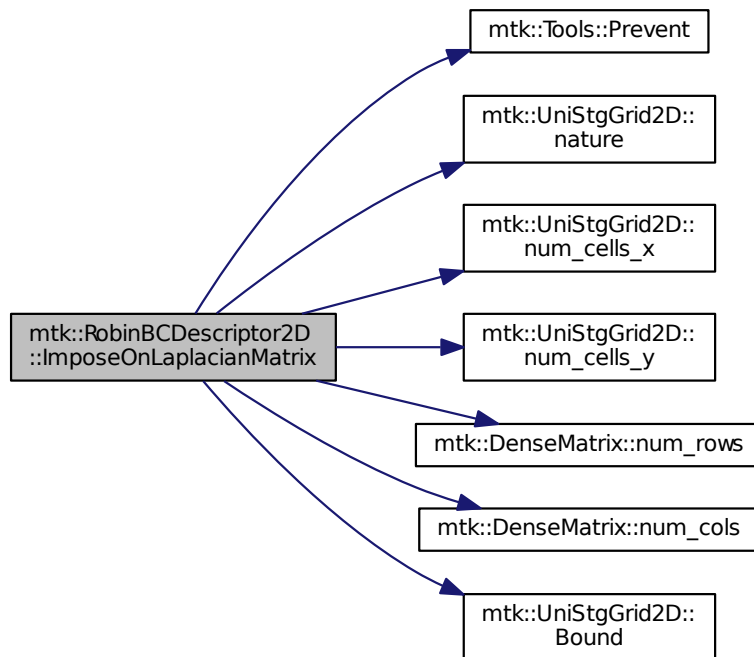 mtk::Tools::Prevent
mtk::UniStgGrid2D::
nature
mtk::UniStgGrid2D::
num_cells_x
mtk::RobinBCDescriptor2D
::ImposeOnLaplacianMatrix
mtk::UniStgGrid2D::
num_cells_y
mtk::DenseMatrix::num_rows
mtk::DenseMatrix::num_cols
mtk::UniStgGrid2D::
Bound